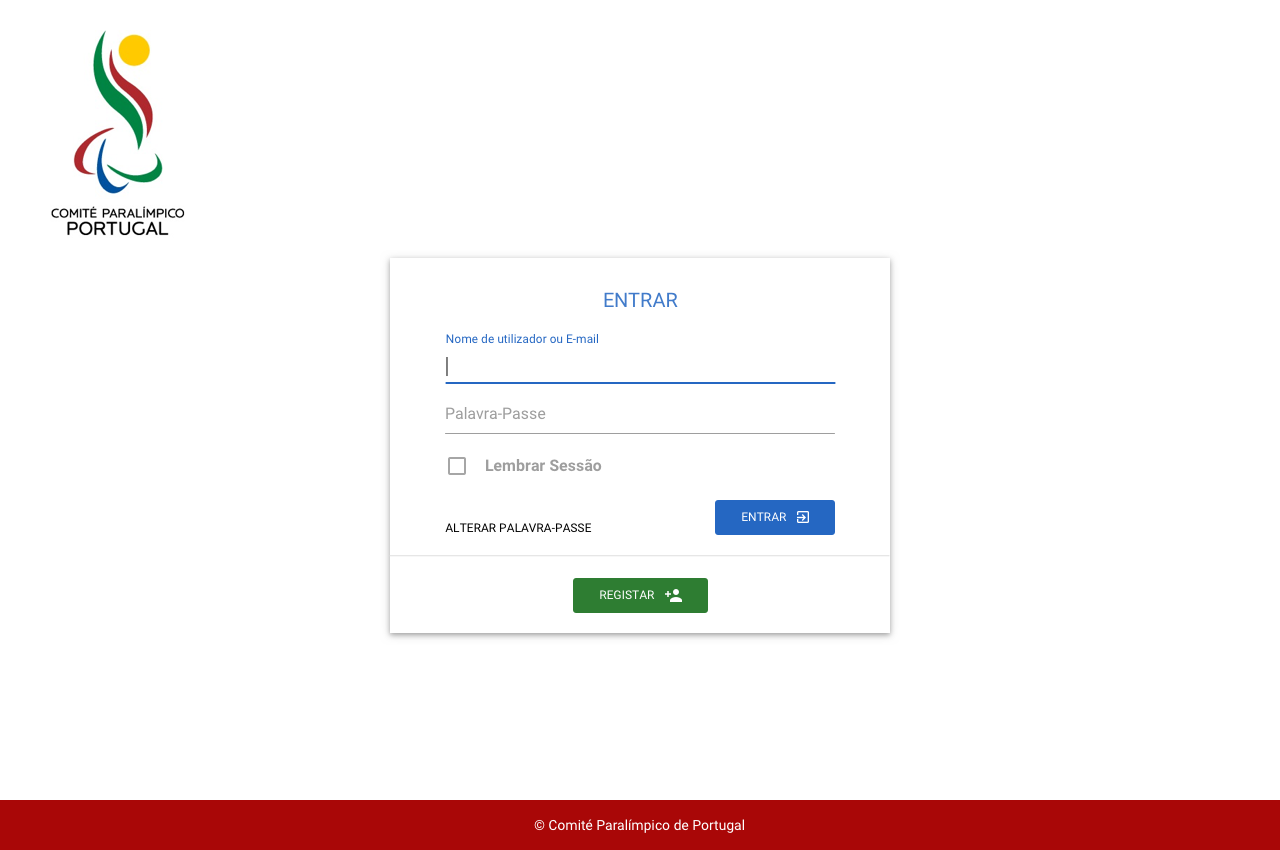 COMITÉ PARALÍMPICO
PORTUGAL
ENTRAR
Nome de utilizador ou E-mail
Palavra-Passe
Lembrar Sessão
ALTERAR PALAVRA-PASSE
ENTRAR
REGISTAR
© Comité Paralímpico de Portugal